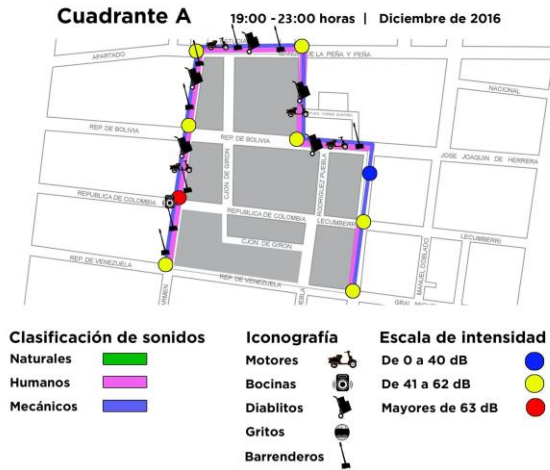 Cuadrante A
19:00 - 23:00 horas | Diciembre de 2016
DE LA PEÑA Y PEÑA
APARTADO
NACIONAL
REP. DE BOLIVIA
REP. DE BOLIVIA
JOSE JOAQUIN DE HERRERA
CJON. DE GIRON
RODRIGUEZ PUEBLA
REPUBLICA DE COLOMBIA
REPUBLICA DE COLOMBIA
LECUMBERRI
LECUMBERRI
CJON. DE GIRON
MANUEL DOBLADO
REP. DE VENEZUELA
REP. DE VENEZUELA
Clasificación de sonidos
Naturales
Humanos
Mecánicos
Iconografía
Motores
Bocinas
Diablitos
Gritos
Barrenderos
Escala de intensidad
De 0 a 40 dB
De 41 a 62 dB
Mayores de 63 dB